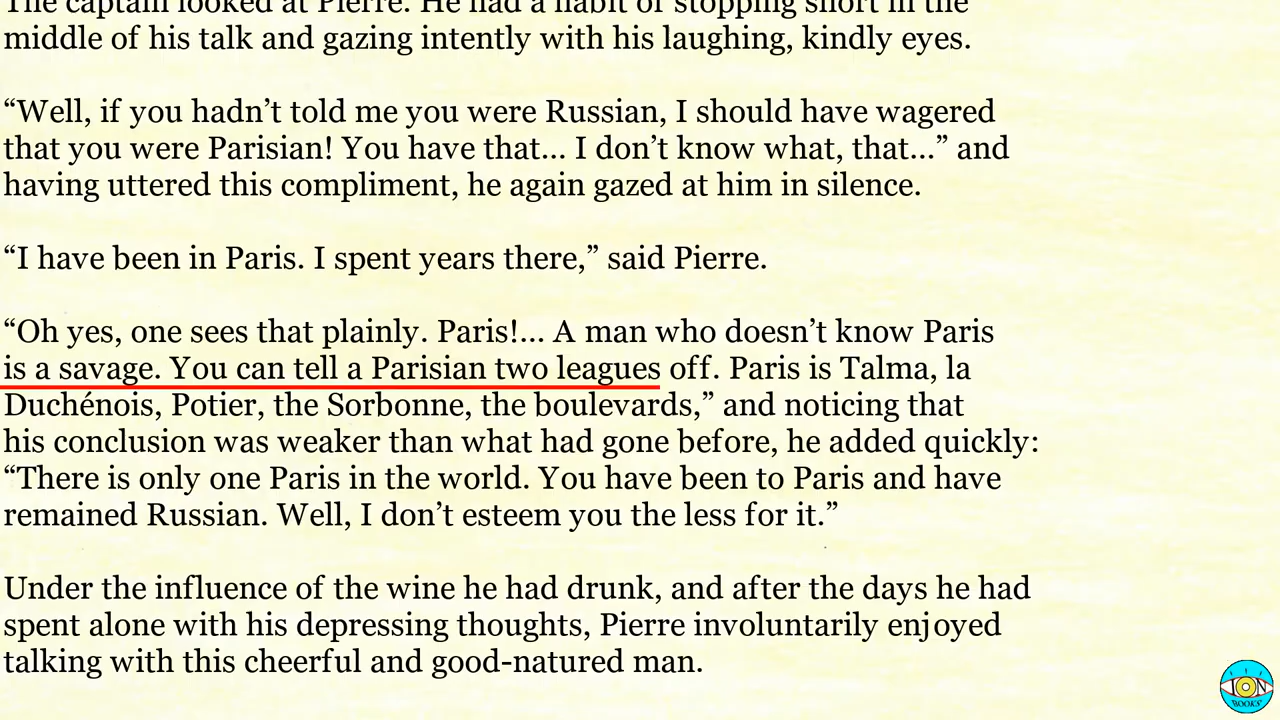 The captain looked at Pierre. He had a habit of stopping short in the
middle of his talk and gazing intently with his laughing, kindly eyes.
“Well, if you hadn’t told me you were Russian, I should have wagered
that you were Parisian! You have that... I don’t know what, that...” and
having uttered this compliment, he again gazed at him in silence.
“I have been in Paris. I spent years there,” said Pierre.
“Oh yes, one sees that plainly. Paris!... A man who doesn’t know Paris
is a savage. You can tell a Parisian two leagues off. Paris is Talma, la
Duchénois, Potier, the Sorbonne, the boulevards,” and noticing that
his conclusion was weaker than what had gone before, he added quickly:
“There is only one Paris in the world. You have been to Paris and have
remained Russian. Well, I don’t esteem you the less for it.”
Under the influence of the wine he had drunk, and after the days he had
spent alone with his depressing thoughts, Pierre involuntarily enjoyed
talking with this cheerful and good-natured man.
ION
BOOKS